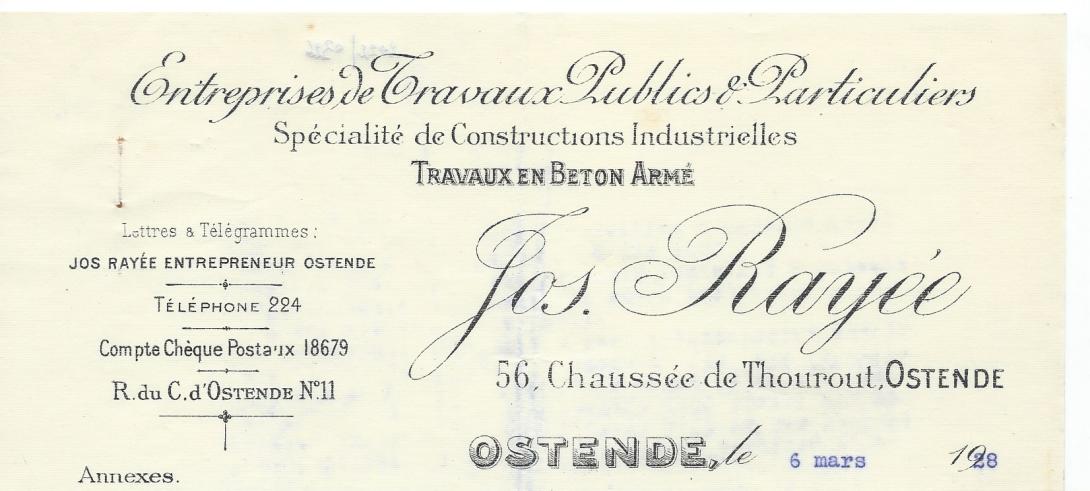 Entreprises de Travaux Publics & Particuliers
Spécialité de Constructions Industrielles
TRAVAUX EN BETON ARMÉ
Lettres & Télégrammes:
JOS RAYÉE ENTREPRENEUR OSTENDE
TÉLÉPHONE 224
Compte Chèque Postaux 18679
R. du C. d'OSTENDE N°.11
Jos. Rayée
56, Chaussée de Thourout, OSTENDE
OSTENDE, le 6 mars 1928
Annexes.